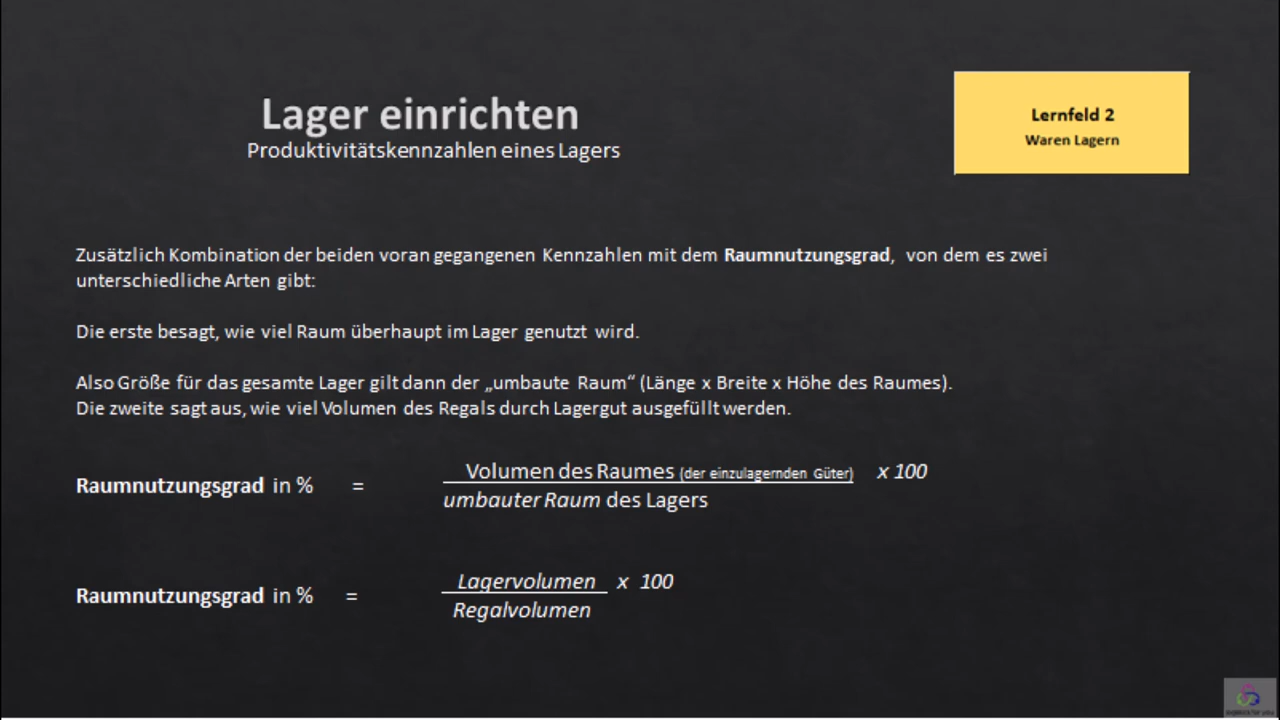 Lager einrichten
Produktivitätskennzahlen eines Lagers
Lernfeld 2
Waren Lagern
Zusätzlich Kombination der beiden voran gegangenen Kennzahlen mit dem Raumnutzungsgrad, von dem es zwei
unterschiedliche Arten gibt:
Die erste besagt, wie viel Raum überhaupt im Lager genutzt wird.
Also Größe für das gesamte Lager gilt dann der „umbaute Raum“ (Länge x Breite x Höhe des Raumes).
Die zweite sagt aus, wie viel Volumen des Regals durch Lagergut ausgefüllt werden.
Raumnutzungsgrad in % = Volumen des Raumes (der einzulagernden Güter) x 100
umbauter Raum des Lagers
Raumnutzungsgrad in % = Lagervolumen x 100
Regalvolumen